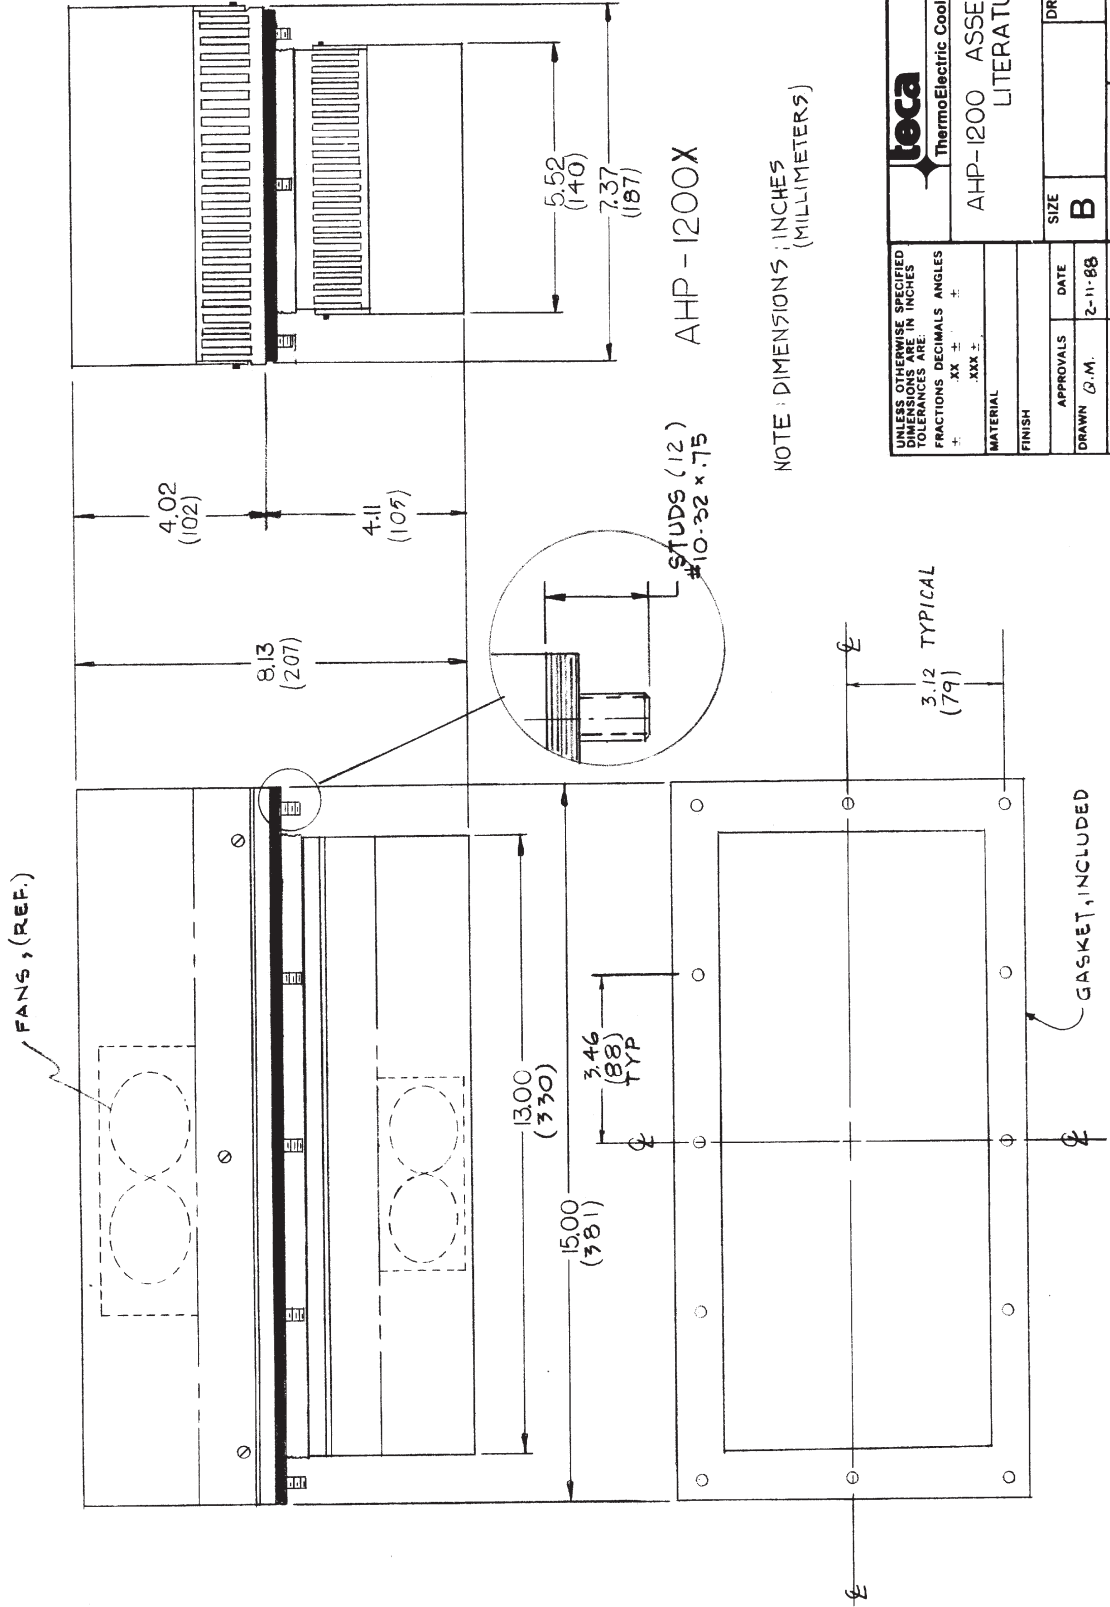 FANS, (REF.)
8.13
(207)
4.02
(102)
4.11
(105)
5.52
(140)
7.37
(187)
AHP-1200X
13.00
(330)
15.00
(381)
STUDS (12)
#10-32 x .75
NOTE: DIMENSIONS: INCHES
(MILLIMETERS)
3.46
(88)
TYP
℄
℄
℄
℄
3.12 TYPICAL
(79)
GASKET, INCLUDED
UNLESS OTHERWISE SPECIFIED
DIMENSIONS ARE IN INCHES
TOLERANCES ARE:
FRACTIONS DECIMALS ANGLES
± .XX ± ±
.XXX ±
MATERIAL
FINISH
APPROVALS DATE
DRAWN Q.M. 2-11-88
teca
ThermoElectric Cool
AHP-1200 ASSE
LITERATU
SIZE
B
DR